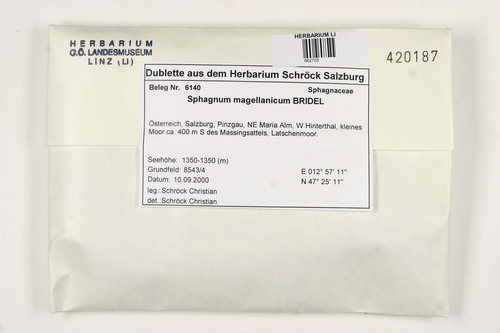 HERBARIUM
O.Ö. LANDESMUSEUM
LINZ (LI)
HERBARIUM LI
662703
420187
Dublette aus dem Herbarium Schröck Salzburg
Beleg Nr. 6140 Sphagnaceae
Sphagnum magellanicum BRIDEL
Österreich, Salzburg, Pinzgau, NE Maria Alm, W Hinterthal, kleines
Moor ca. 400 m S des Massingsattels, Latschenmoor.
Seehöhe: 1350-1350 (m)
Grundfeld: 8543/4 E 012° 57' 11"
Datum: 10.09.2000 N 47° 25' 11"
leg.: Schröck Christian
det.: Schröck Christian